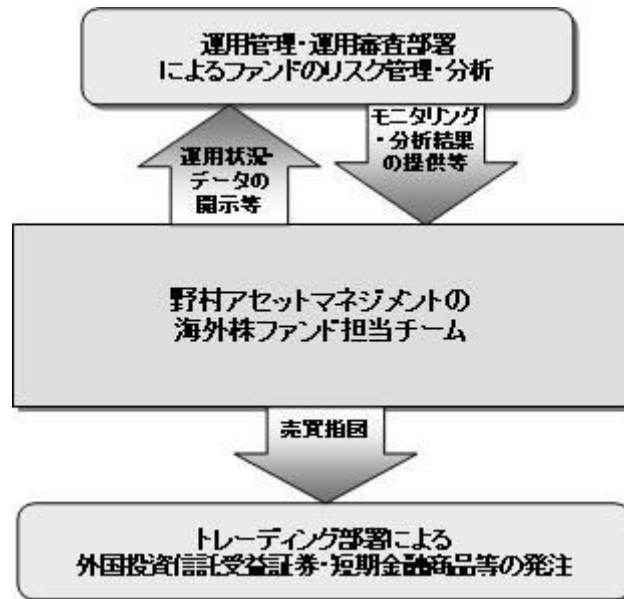 運用管理・運用審査部署
によるファンドのリスク管理・分析
運用状況・
データの
開示等
モニタリング
・分析結果
の提供等
野村アセットマネジメントの
海外株ファンド担当チーム
売買指図
トレーディング部署による
外国投資信託受益証券・短期金融商品等の発注